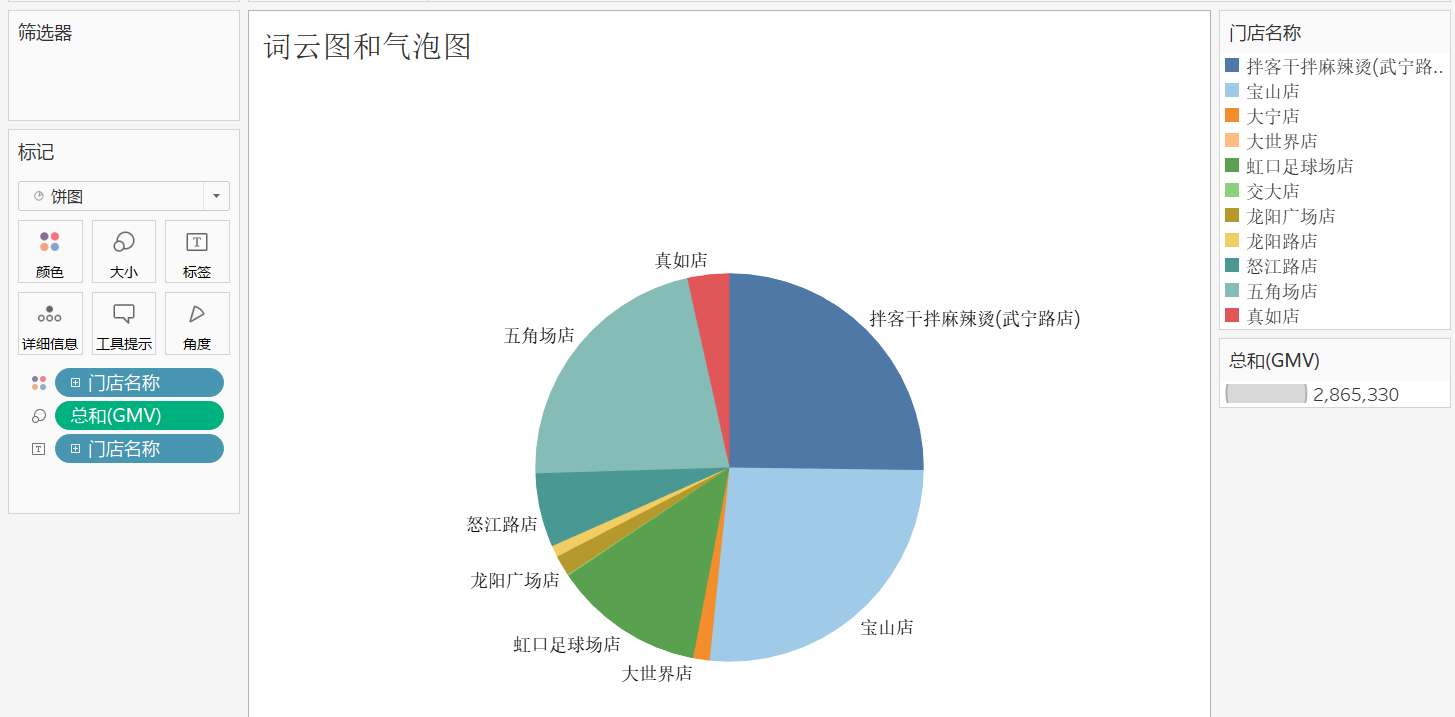 筛选器
标记
饼图
颜色
大小
标签
详细信息
工具提示
角度
门店名称
总和(GMV)
门店名称
词云图和气泡图
真如店
拌客干拌麻辣烫(武宁路店)
五角场店
怒江路店
龙阳广场店
虹口足球场店
大世界店
宝山店
门店名称
拌客干拌麻辣烫(武宁路..
宝山店
大宁店
大世界店
虹口足球场店
交大店
龙阳广场店
龙阳路店
怒江路店
五角场店
真如店
总和(GMV)
2,865,330